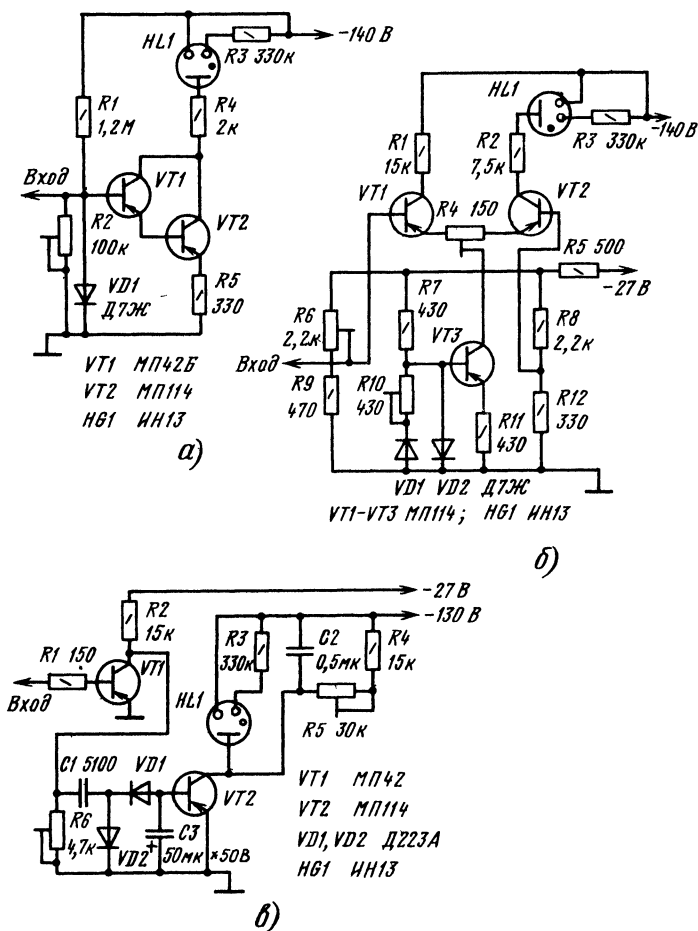 -140 В
HL1
R3 330к
R1
1,2М
R4
2к
Вход
VT1
R2
100к
VT2
VD1
Д7Ж
R5
330
VT1 МП42Б
VT2 МП114
HG1 ИН13
а)
HL1
R1
15к
R2
7,5к
R3 330к
-140В
VT1
R4 150
VT2
R5 500
-27 В
R6
2,2к
R7
430
VT3
R8
2,2к
Вход
R9
470
R10
430
R11
430
R12
330
VD1 VD2 Д7Ж
VT1-VT3 МП114; HG1 ИН13
б)
-27 В
-130 В
R2
15к
R1 150
VT1
Вход
R3
330к
C2
0,5мк
R4
15к
HL1
R5 30к
C1 5100
VD1
VT2
R6
4,7к
VD2
+
C3
50мк ×50В
VT1 МП42
VT2 МП114
VD1, VD2 Д223А
HG1 ИН13
в)